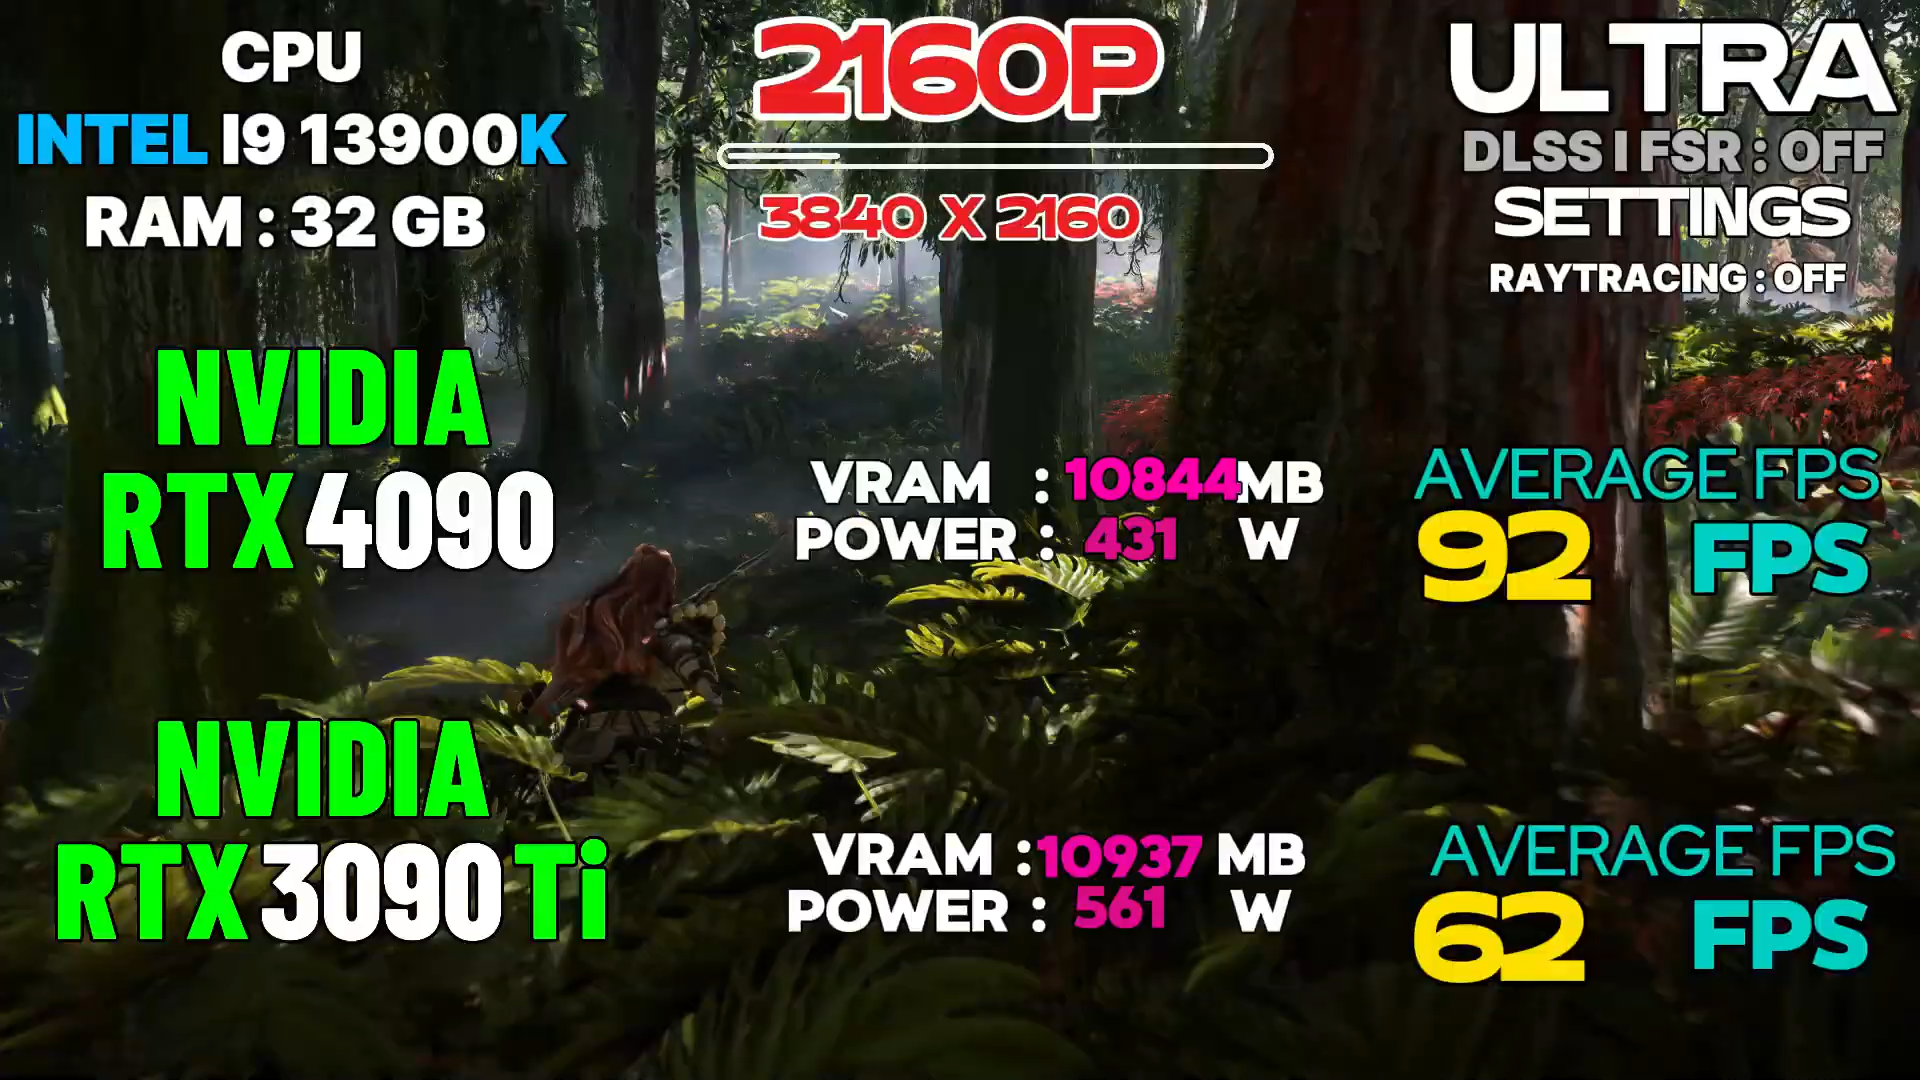 CPU
INTEL I9 13900K
RAM : 32 GB
2160P
3840 X 2160
ULTRA
DLSS | FSR : OFF
SETTINGS
RAYTRACING : OFF
NVIDIA
RTX 4090
VRAM : 10844MB
POWER : 431 W
AVERAGE FPS
92 FPS
NVIDIA
RTX 3090 Ti
VRAM :10937 MB
POWER : 561 W
AVERAGE FPS
62 FPS